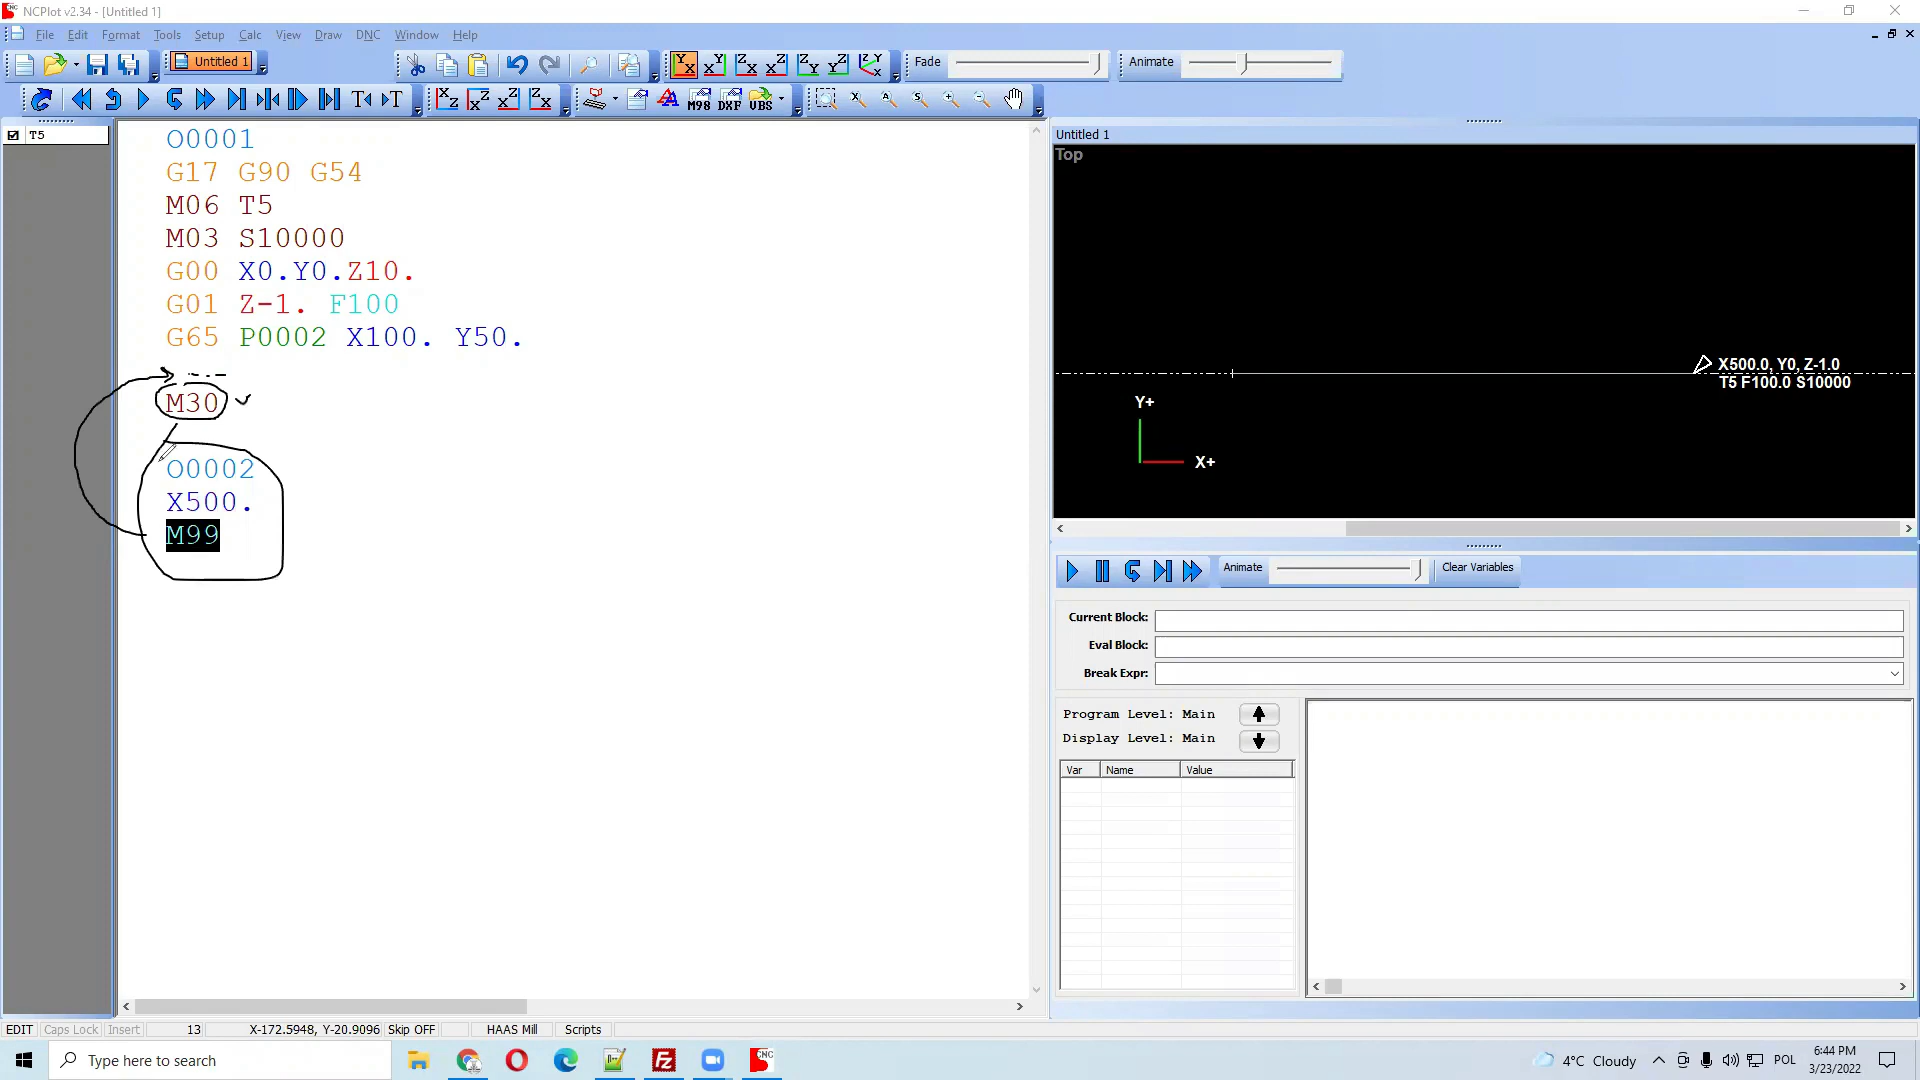 NCPlot v2.34 - [Untitled 1]
File Edit Format Tools Setup Calc View Draw DNC Window Help
Untitled 1
Fade
Animate
M98 DXF VBS
T5
O0001
G17 G90 G54
M06 T5
M03 S10000
G00 X0.Y0.Z10.
G01 Z-1. F100
G65 P0002 X100. Y50.
M30
O0002
X500.
M99
Untitled 1
Top
X500.0, Y0, Z-1.0
T5 F100.0 S10000
Y+
X+
Animate
Clear Variables
Current Block:
Eval Block:
Break Expr:
Program Level: Main
Display Level: Main
Var Name Value
EDIT Caps Lock Insert 13 X-172.5948, Y-20.9096 Skip OFF HAAS Mill Scripts
Type here to search
4°C Cloudy
POL
6:44 PM
3/23/2022